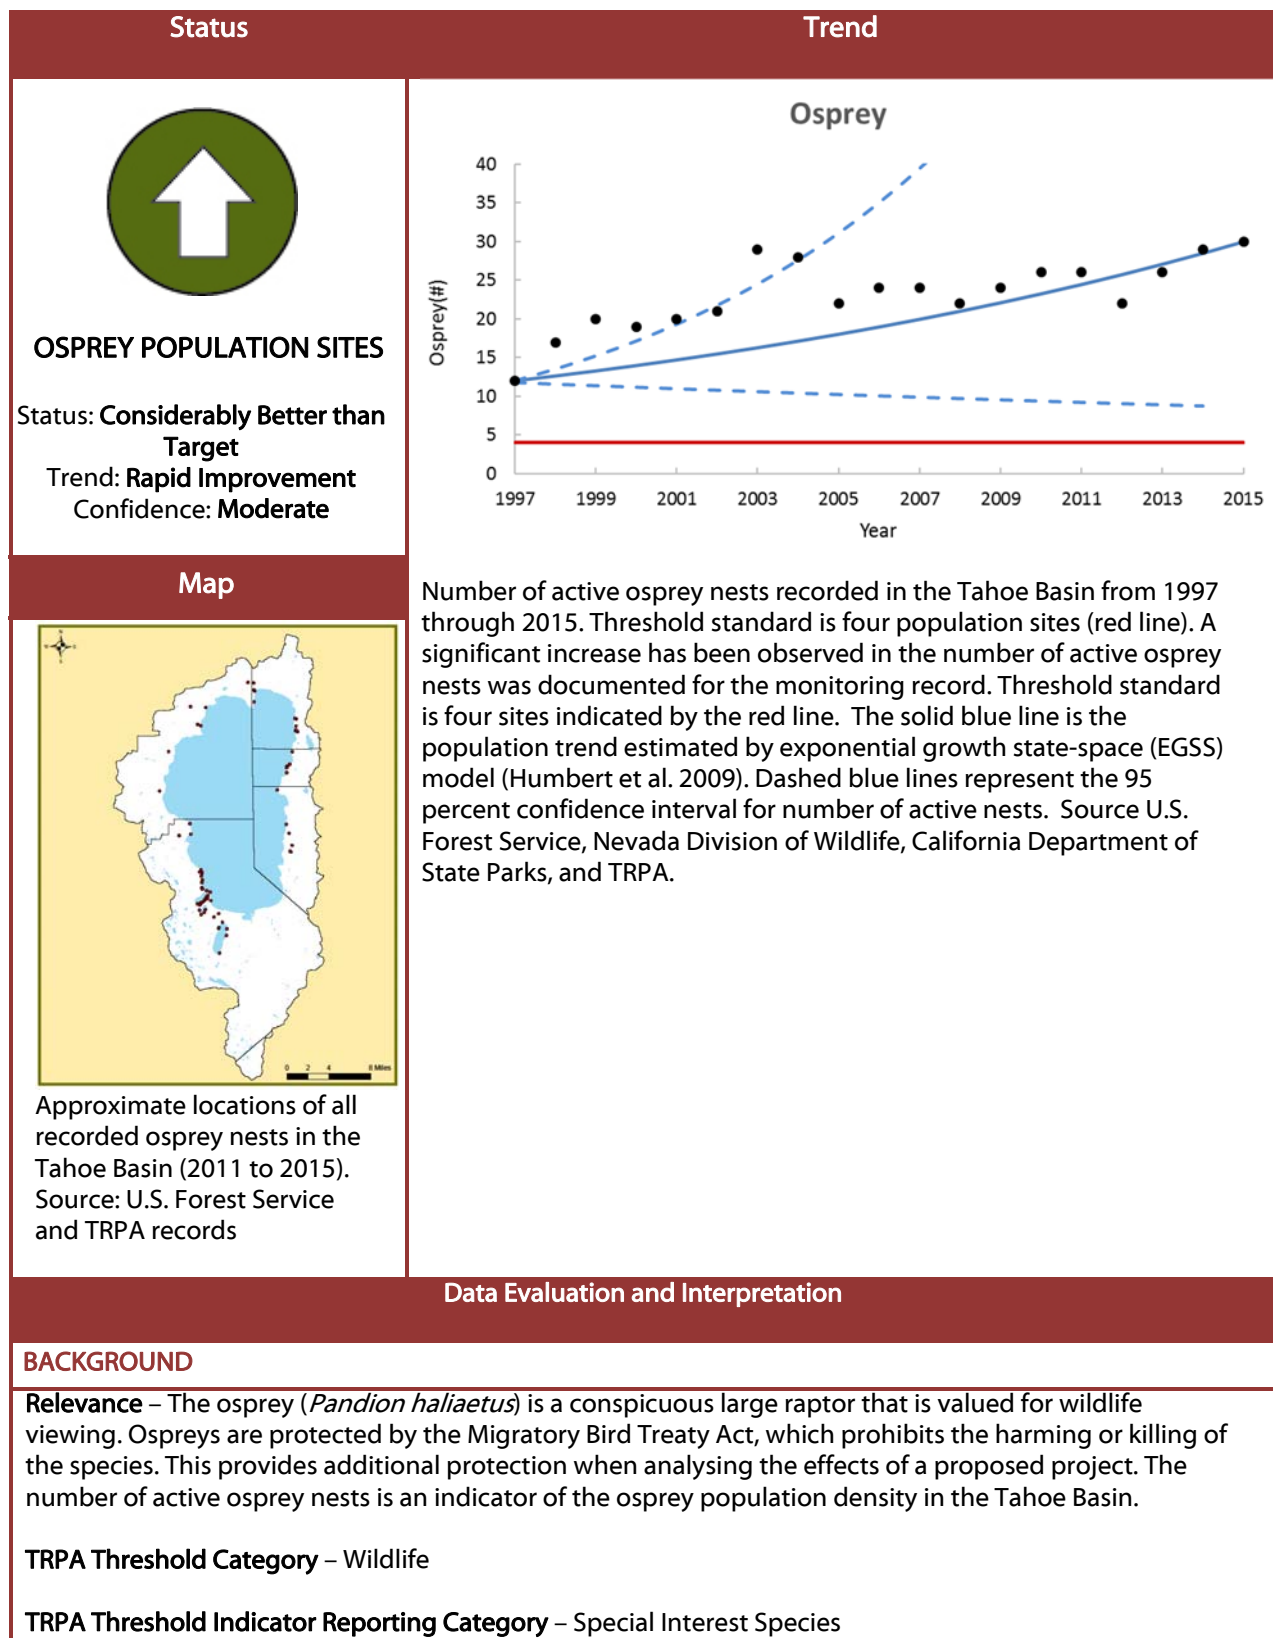 Status
Trend
OSPREY POPULATION SITES
Status: Considerably Better than
Target
Trend: Rapid Improvement
Confidence: Moderate
Osprey
40
35
30
25
20
15
10
5
0
Osprey(#)
1997 1999 2001 2003 2005 2007 2009 2011 2013 2015
Year
Map
0 2 4 8 Miles
Approximate locations of all
recorded osprey nests in the
Tahoe Basin (2011 to 2015).
Source: U.S. Forest Service
and TRPA records
Number of active osprey nests recorded in the Tahoe Basin from 1997
through 2015. Threshold standard is four population sites (red line). A
significant increase has been observed in the number of active osprey
nests was documented for the monitoring record. Threshold standard
is four sites indicated by the red line. The solid blue line is the
population trend estimated by exponential growth state-space (EGSS)
model (Humbert et al. 2009). Dashed blue lines represent the 95
percent confidence interval for number of active nests. Source U.S.
Forest Service, Nevada Division of Wildlife, California Department of
State Parks, and TRPA.
Data Evaluation and Interpretation
BACKGROUND
Relevance – The osprey (Pandion haliaetus) is a conspicuous large raptor that is valued for wildlife
viewing. Ospreys are protected by the Migratory Bird Treaty Act, which prohibits the harming or killing of
the species. This provides additional protection when analysing the effects of a proposed project. The
number of active osprey nests is an indicator of the osprey population density in the Tahoe Basin.
TRPA Threshold Category – Wildlife
TRPA Threshold Indicator Reporting Category – Special Interest Species